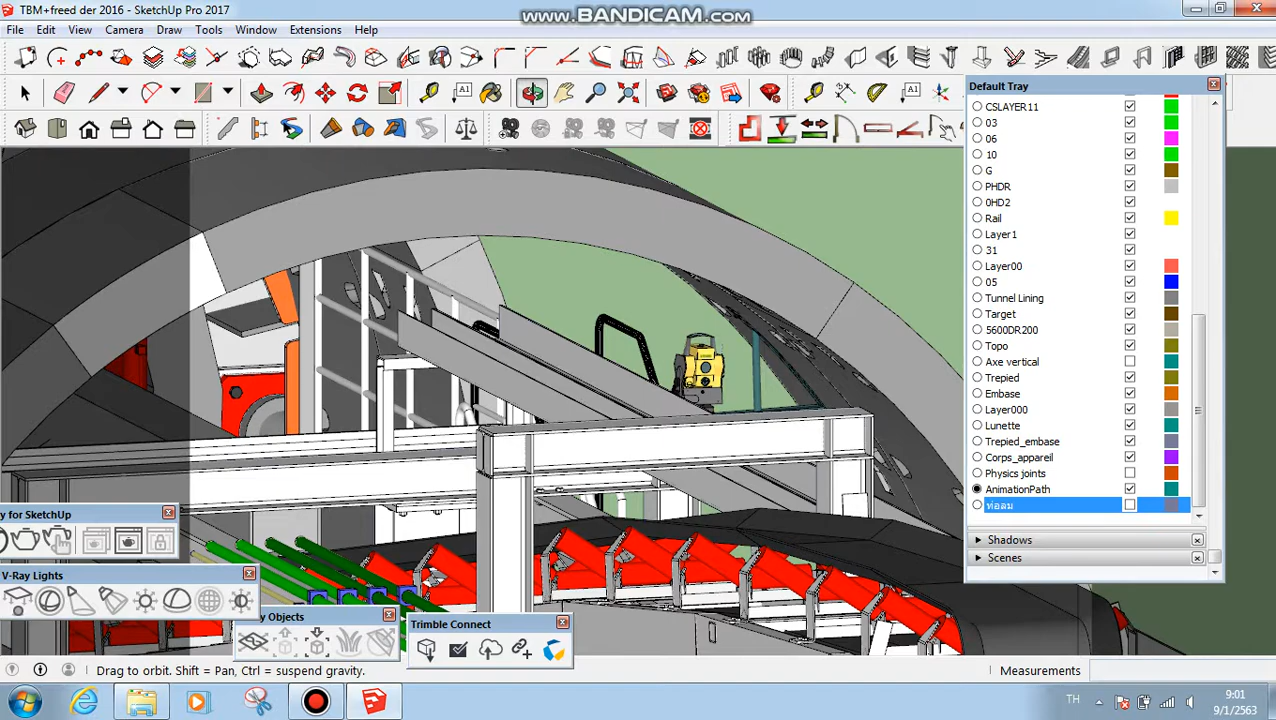 TBM+freed der 2016 - SketchUp Pro 2017
www.BANDICAM.com
File Edit View Camera Draw Tools Window Extensions Help
A1
A1
Default Tray
CSLAYER11
03
06
10
G
PHDR
0HD2
Rail
Layer1
31
Layer00
05
Tunnel Lining
Target
5600DR200
Topo
Axe vertical
Trepied
Embase
Layer000
Lunette
Trepied_embase
Corps_appareil
Physics joints
AnimationPath
ท่อลม
Shadows
Scenes
y for SketchUp
V-Ray Lights
y Objects
Trimble Connect
Drag to orbit. Shift = Pan, Ctrl = suspend gravity.
Measurements
TH
9:01
9/1/2563